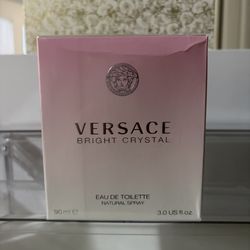 VERSACE
BRIGHT CRYSTAL
EAU DE TOILETTE
NATURAL SPRAY
90 ml ℮ 3.0 US fl oz